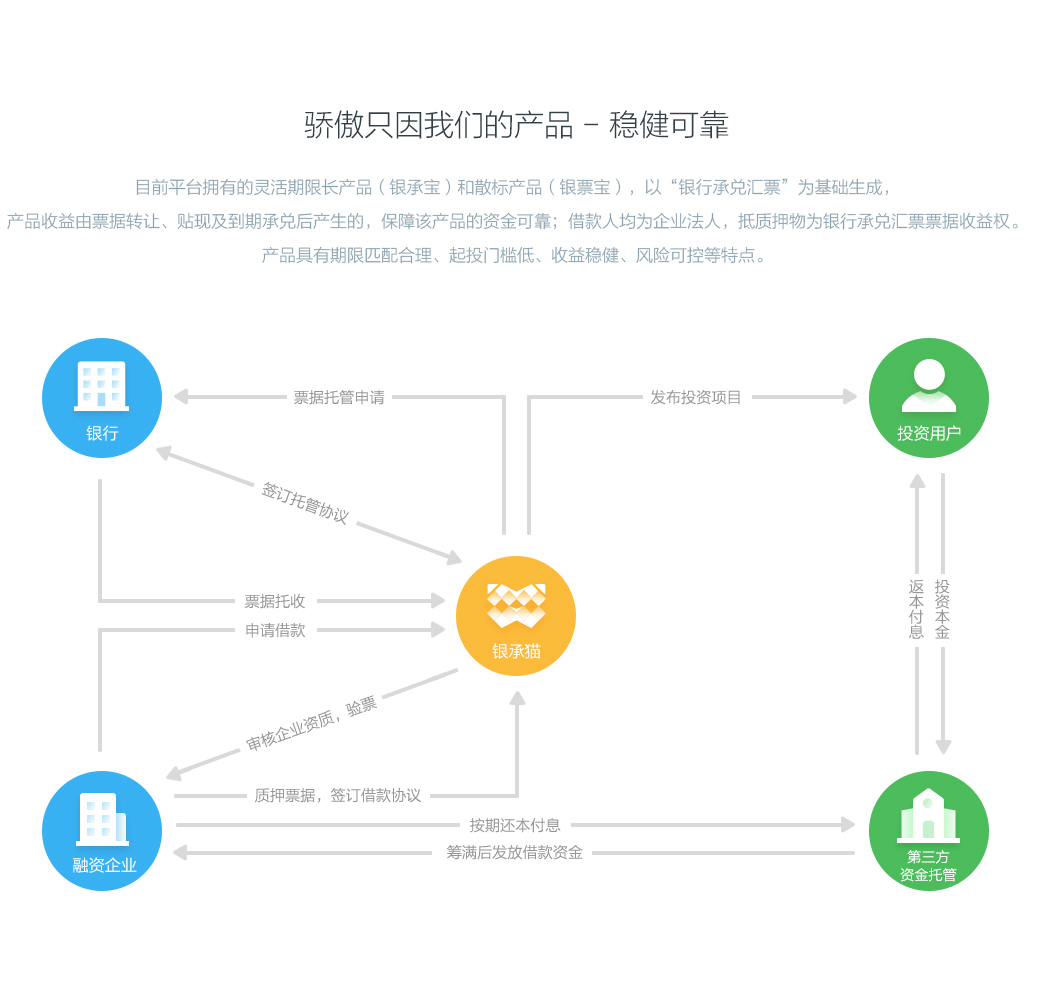 骄傲只因我们的产品 – 稳健可靠
目前平台拥有的灵活期限长产品（银承宝）和散标产品（银票宝），以“银行承兑汇票”为基础生成，
产品收益由票据转让、贴现及到期承兑后产生的，保障该产品的资金可靠；借款人均为企业法人，抵质押物为银行承兑汇票票据收益权。
产品具有期限匹配合理、起投门槛低、收益稳健、风险可控等特点。
票据托管申请
发布投资项目
银行
投资用户
签订托管协议
返本付息
投资本金
票据托收
申请借款
银承猫
审核企业资质，验票
质押票据，签订借款协议
按期还本付息
筹满后发放借款资金
融资企业
第三方
资金托管